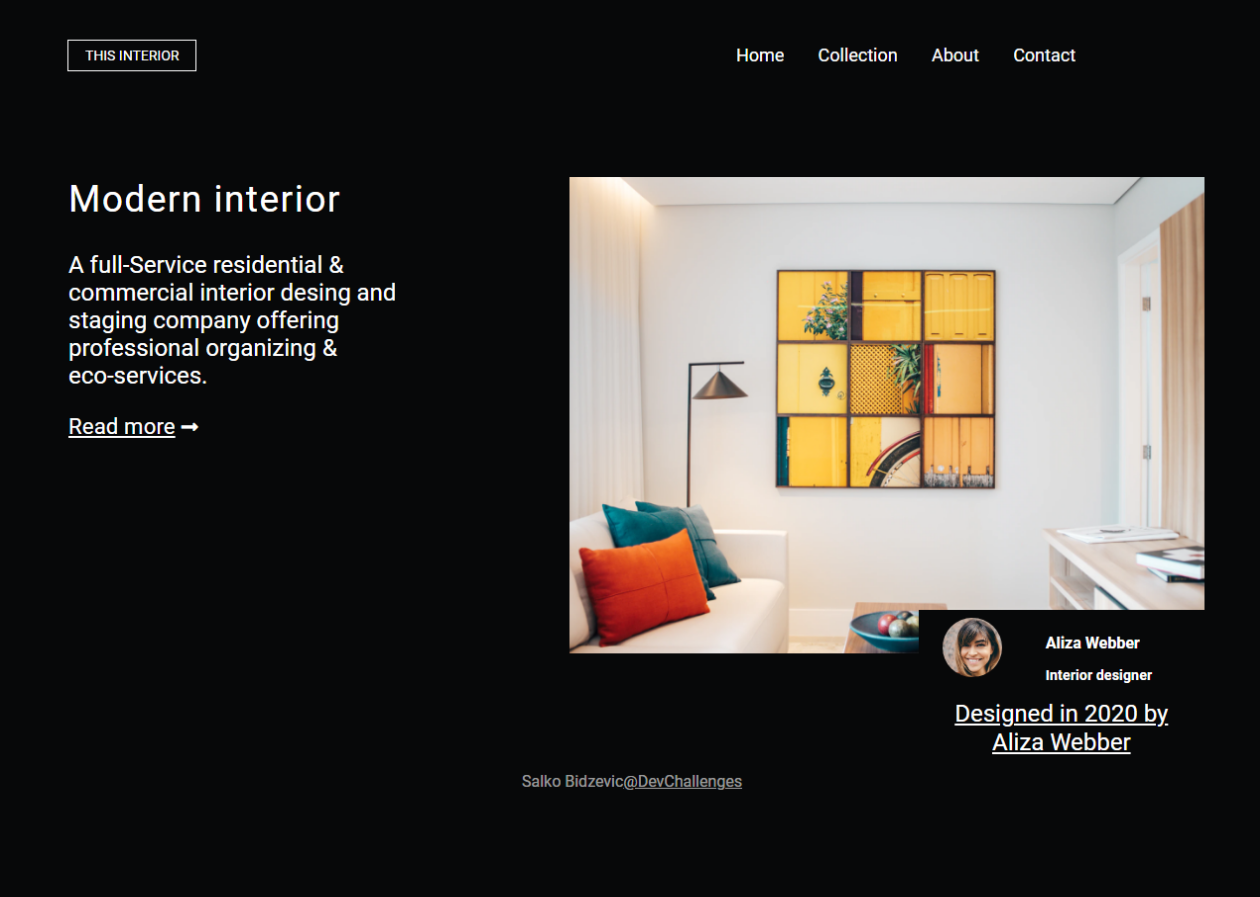 THIS INTERIOR
Home Collection About Contact
Modern interior
A full-Service residential &
commercial interior desing and
staging company offering
professional organizing &
eco-services.
Read more ➞
Aliza Webber
Interior designer
Designed in 2020 by
Aliza Webber
Salko Bidzevic@DevChallenges